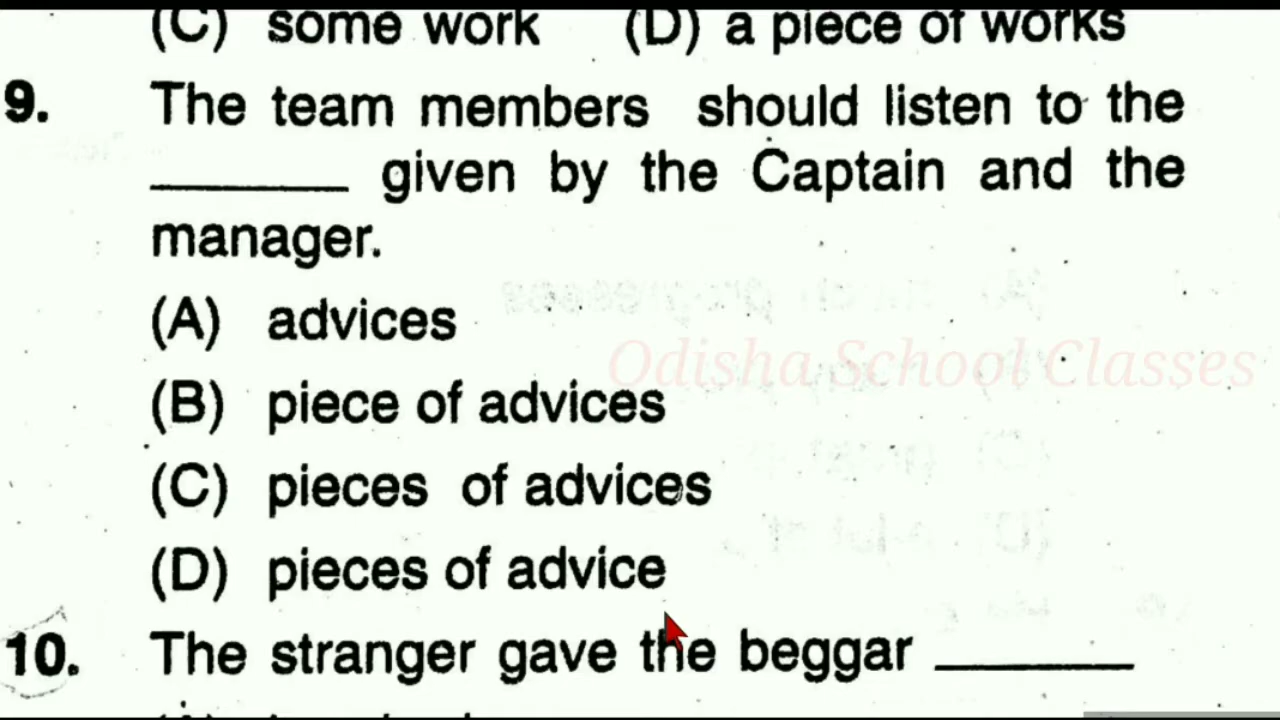 (C) some work (D) a piece of works
9. The team members should listen to the
________ given by the Captain and the
manager.
(A) advices
Odisha School Classes
(B) piece of advices
(C) pieces of advices
(D) pieces of advice
10. The stranger gave the beggar ________